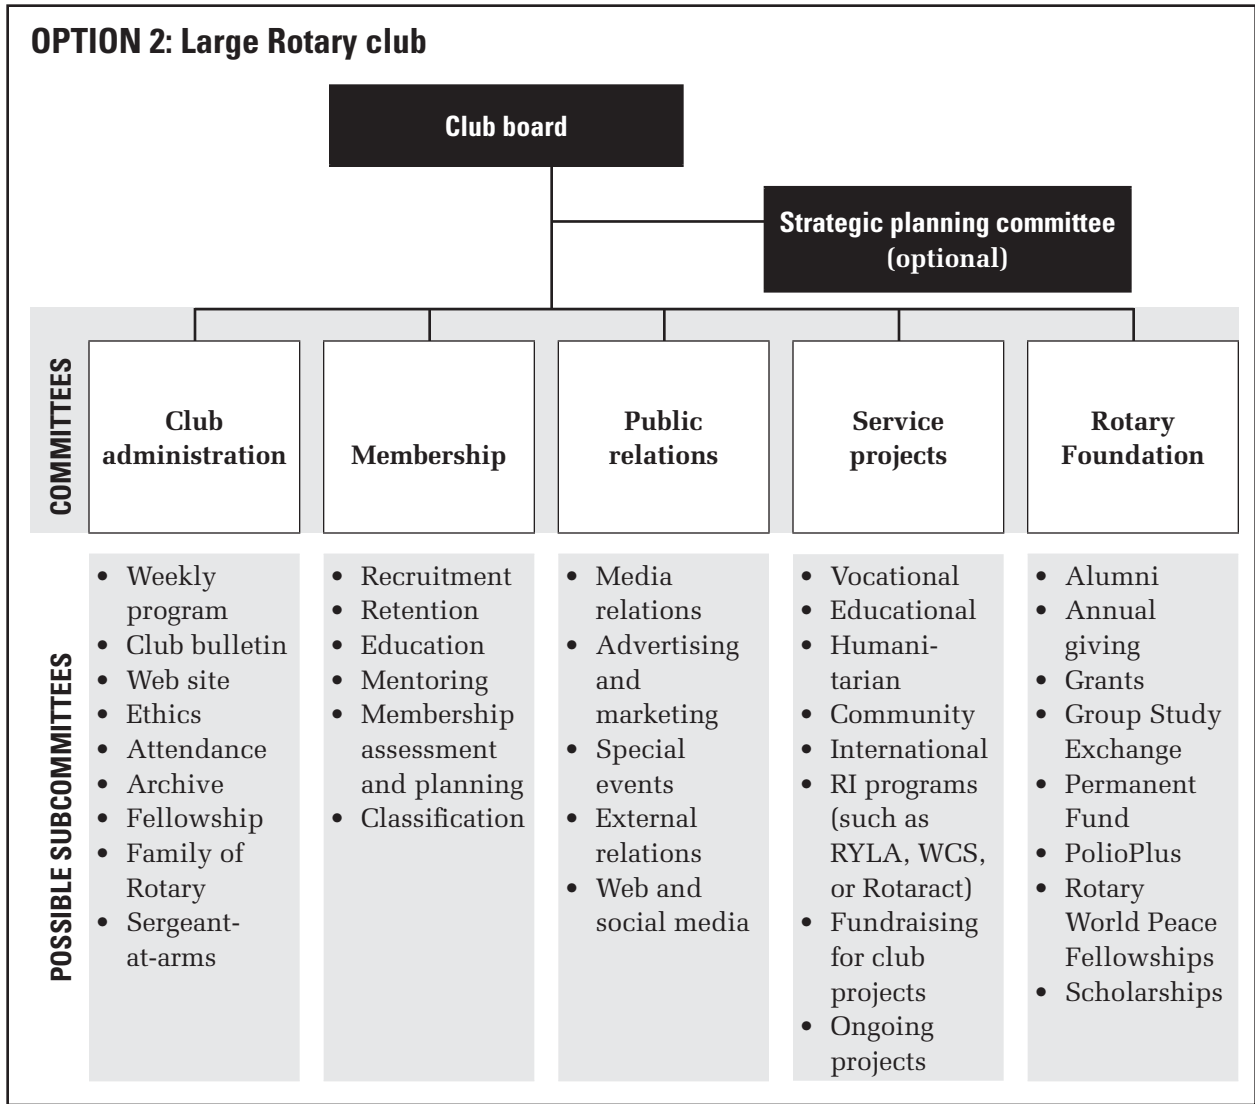 OPTION 2: Large Rotary club
Club board
Strategic planning committee
(optional)
COMMITTEES
Club
administration
Membership
Public
relations
Service
projects
Rotary
Foundation
POSSIBLE SUBCOMMITTEES
• Weekly
program
• Club bulletin
• Web site
• Ethics
• Attendance
• Archive
• Fellowship
• Family of
Rotary
• Sergeant-
at-arms
• Recruitment
• Retention
• Education
• Mentoring
• Membership
assessment
and planning
• Classification
• Media
relations
• Advertising
and
marketing
• Special
events
• External
relations
• Web and
social media
• Vocational
• Educational
• Humani-
tarian
• Community
• International
• RI programs
(such as
RYLA, WCS,
or Rotaract)
• Fundraising
for club
projects
• Ongoing
projects
• Alumni
• Annual
giving
• Grants
• Group Study
Exchange
• Permanent
Fund
• PolioPlus
• Rotary
World Peace
Fellowships
• Scholarships